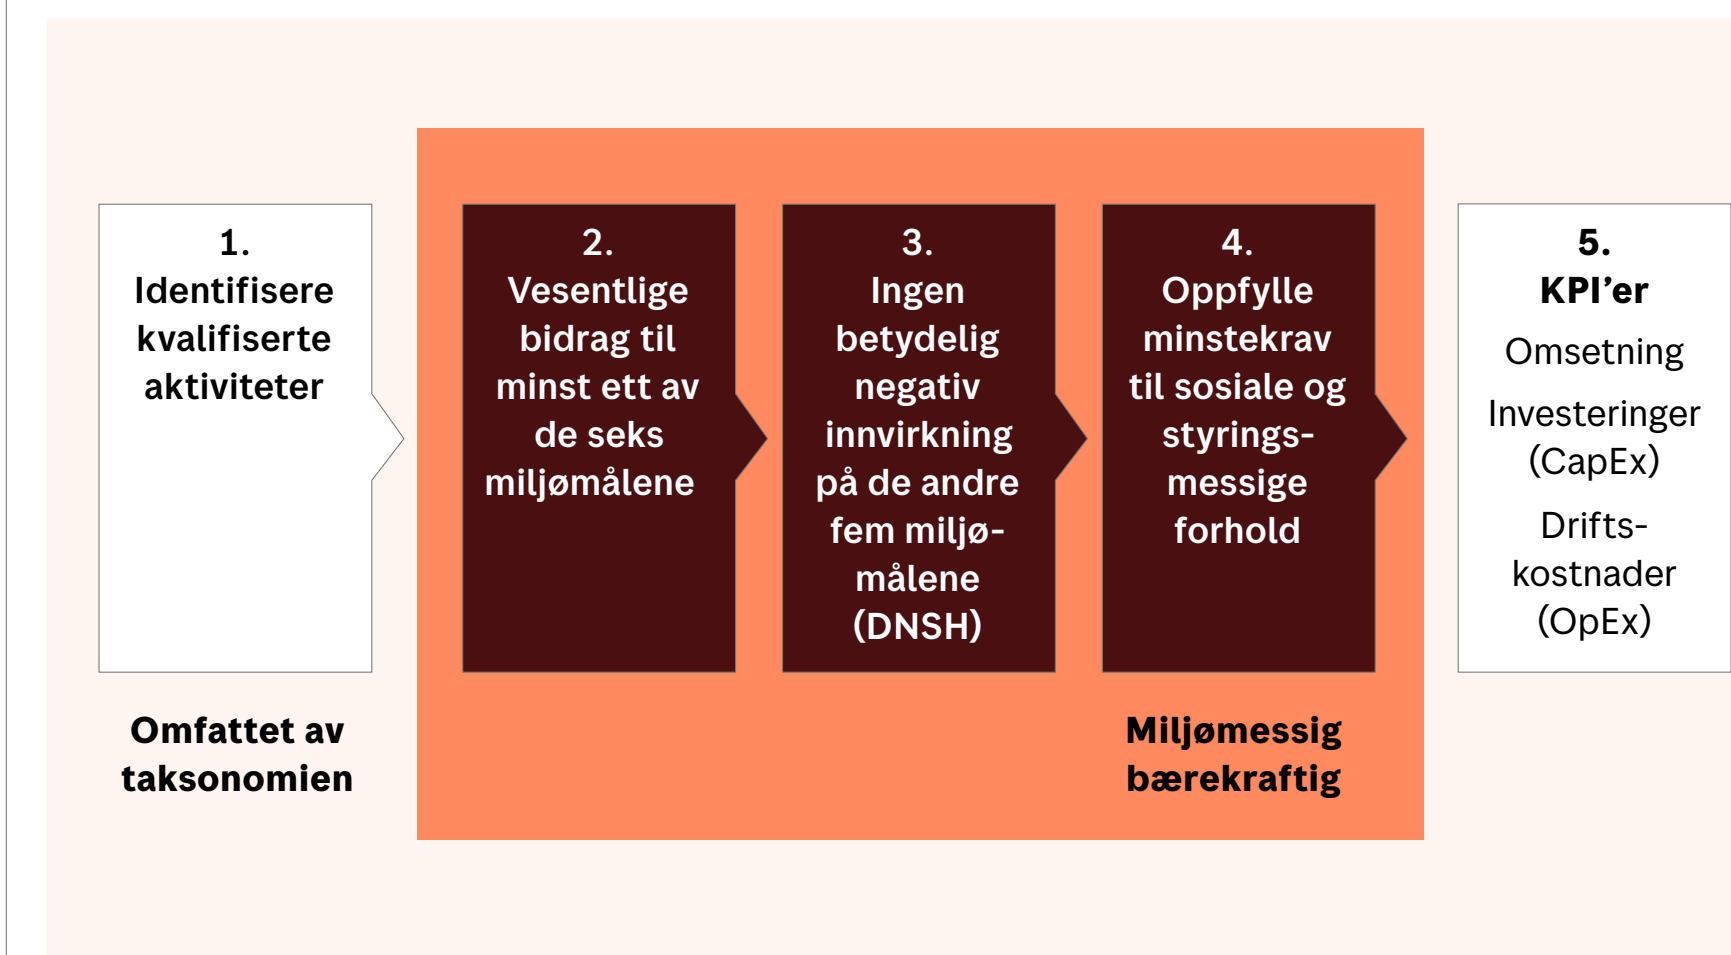 1.
Identifisere
kvalifiserte
aktiviteter
2.
Vesentlige
bidrag til
minst ett av
de seks
miljømålene
3.
Ingen
betydelig
negativ
innvirkning
på de andre
fem miljø-
målene
(DNSH)
4.
Oppfylle
minstekrav
til sosiale og
styrings-
messige
forhold
5.
KPI’er
Omsetning
Investeringer
(CapEx)
Drifts-
kostnader
(OpEx)
Omfattet av
taksonomien
Miljømessig
bærekraftig